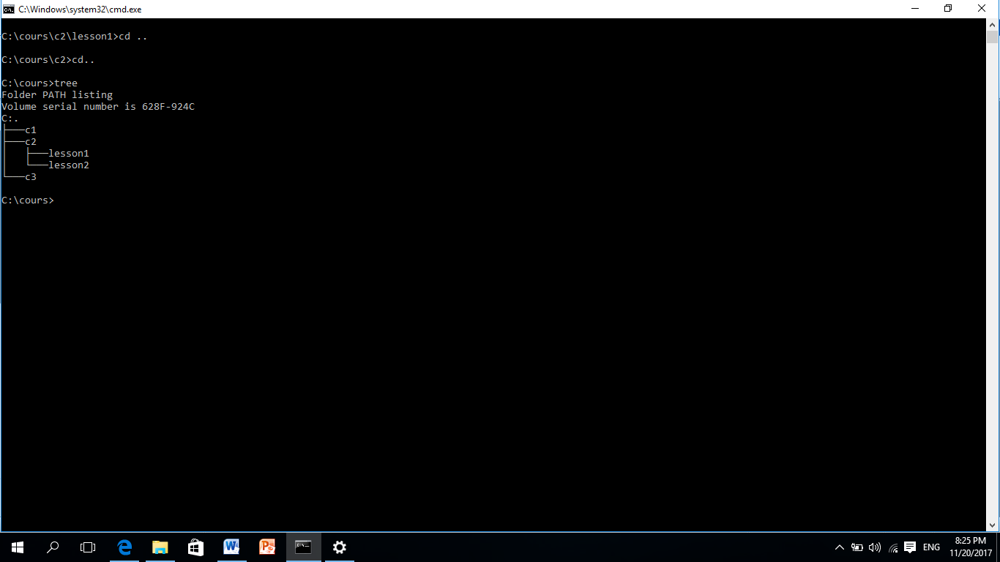 C:\Windows\system32\cmd.exe
C:\cours\c2\lesson1>cd ..
C:\cours\c2>cd..
C:\cours>tree
Folder PATH listing
Volume serial number is 628F-924C
C:.
├───c1
├───c2
│   ├───lesson1
│   └───lesson2
└───c3
C:\cours>
ENG
8:25 PM
11/20/2017